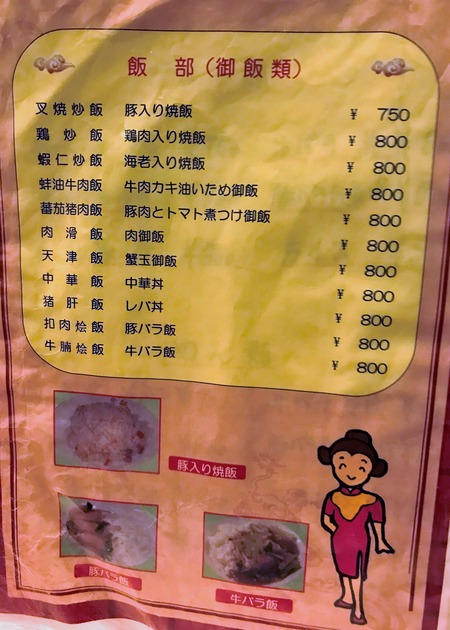 飯 部（御飯類）
叉焼炒飯 豚入り焼飯 ¥ 750
鶏炒飯 鶏肉入り焼飯 ¥ 800
蝦仁炒飯 海老入り焼飯 ¥ 800
蚌油牛肉飯 牛肉カキ油いため御飯 ¥ 800
蕃茄猪肉飯 豚肉とトマト煮つけ御飯 ¥ 800
肉滑飯 肉御飯 ¥ 800
天津飯 蟹玉御飯 ¥ 800
中華飯 中華丼 ¥ 800
猪肝飯 レバ丼 ¥ 800
扣肉烩飯 豚バラ飯 ¥ 800
牛腩烩飯 牛バラ飯 ¥ 800
豚入り焼飯
豚バラ飯
牛バラ飯